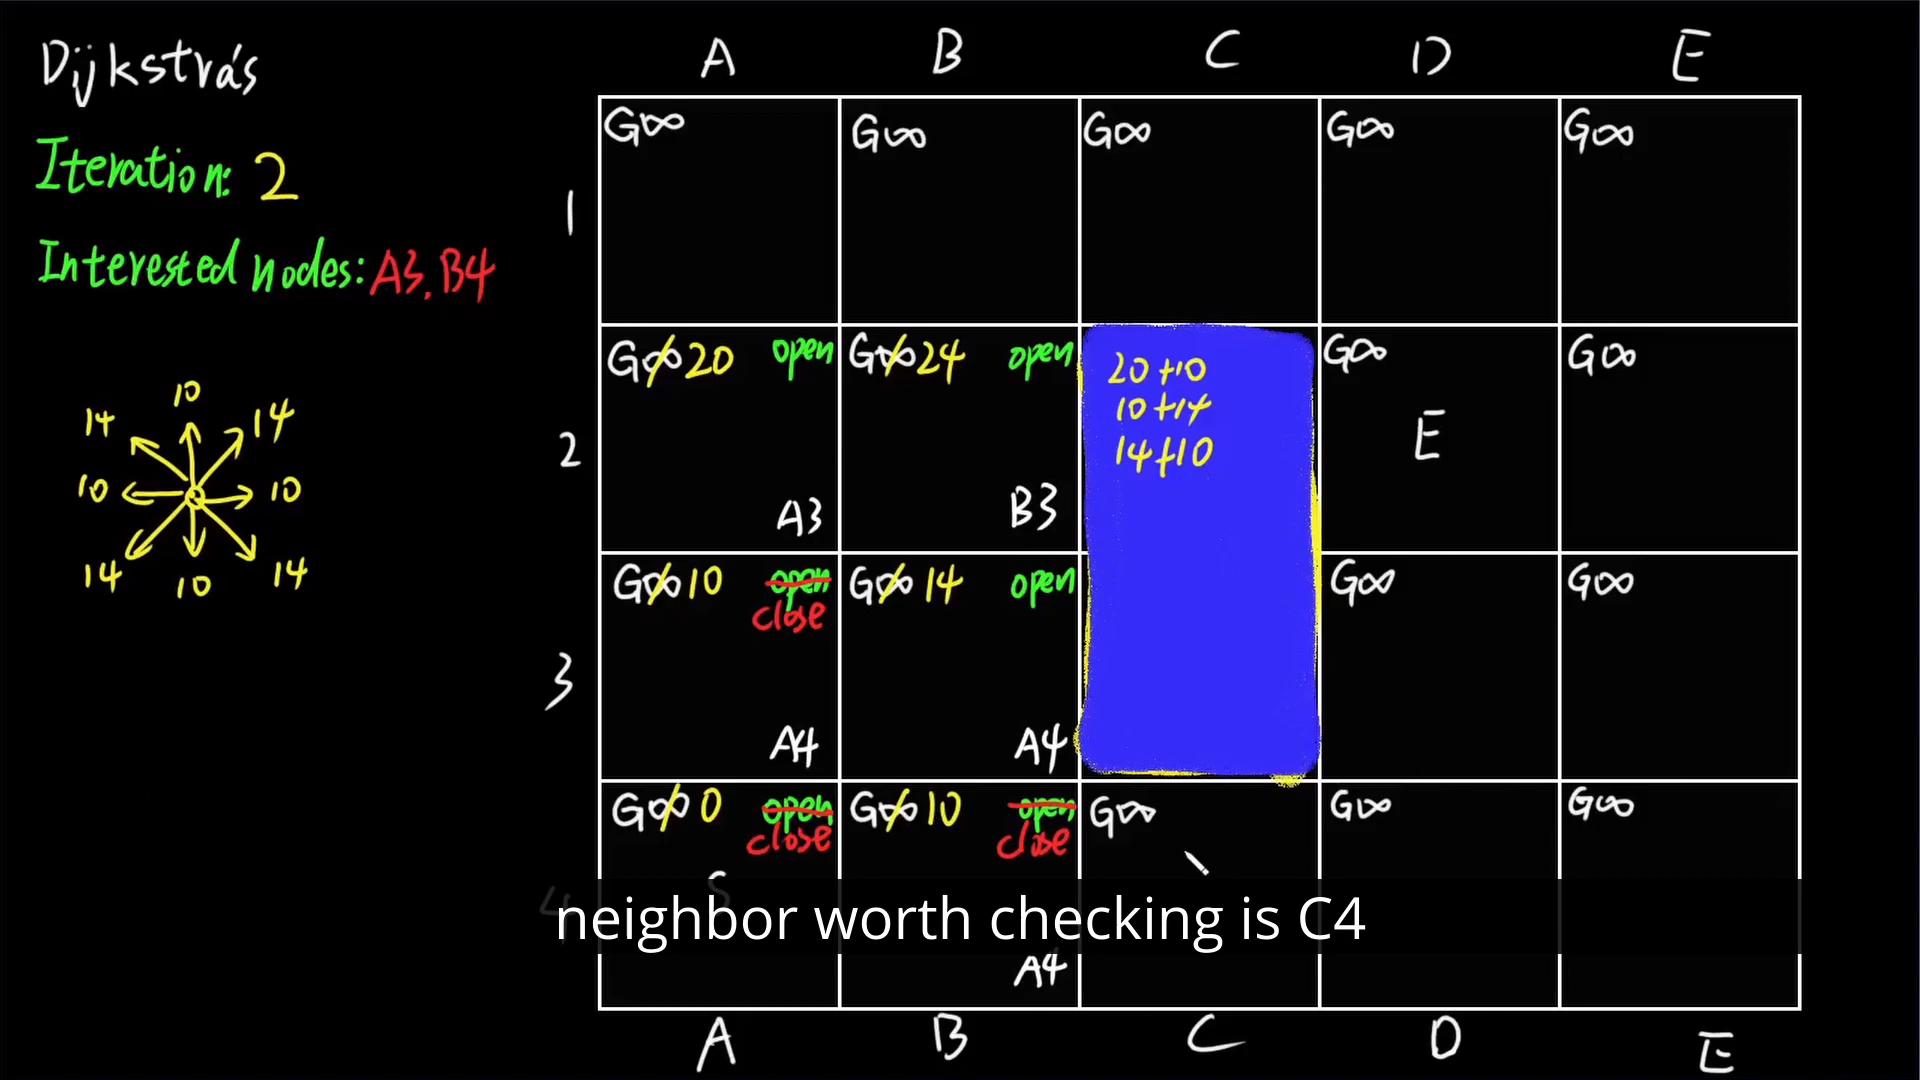 Dijkstra's
Iteration: 2
Interested nodes: A3, B4
10
14 14
10 10
14 10 14
A B C D E
1
G∞ G∞ G∞ G∞ G∞
2
G∞ 20 open G∞ 24 open 20+10 G∞ G∞
10+14
14+10
E
A3 B3
3
G∞ 10 open G∞ 14 open G∞ G∞
close
A4 A4
4
G∞ 0 open G∞ 10 open G∞ G∞ G∞
close close
S
neighbor worth checking is C4
A4
A B C D E